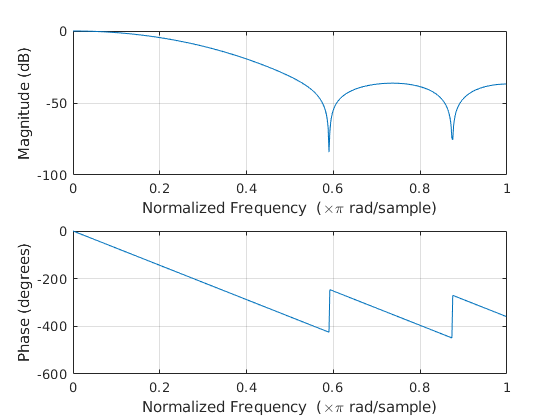 0
-50
-100
Magnitude (dB)
0 0.2 0.4 0.6 0.8 1
Normalized Frequency (×π rad/sample)
0
-200
-400
-600
Phase (degrees)
0 0.2 0.4 0.6 0.8 1
Normalized Frequency (×π rad/sample)